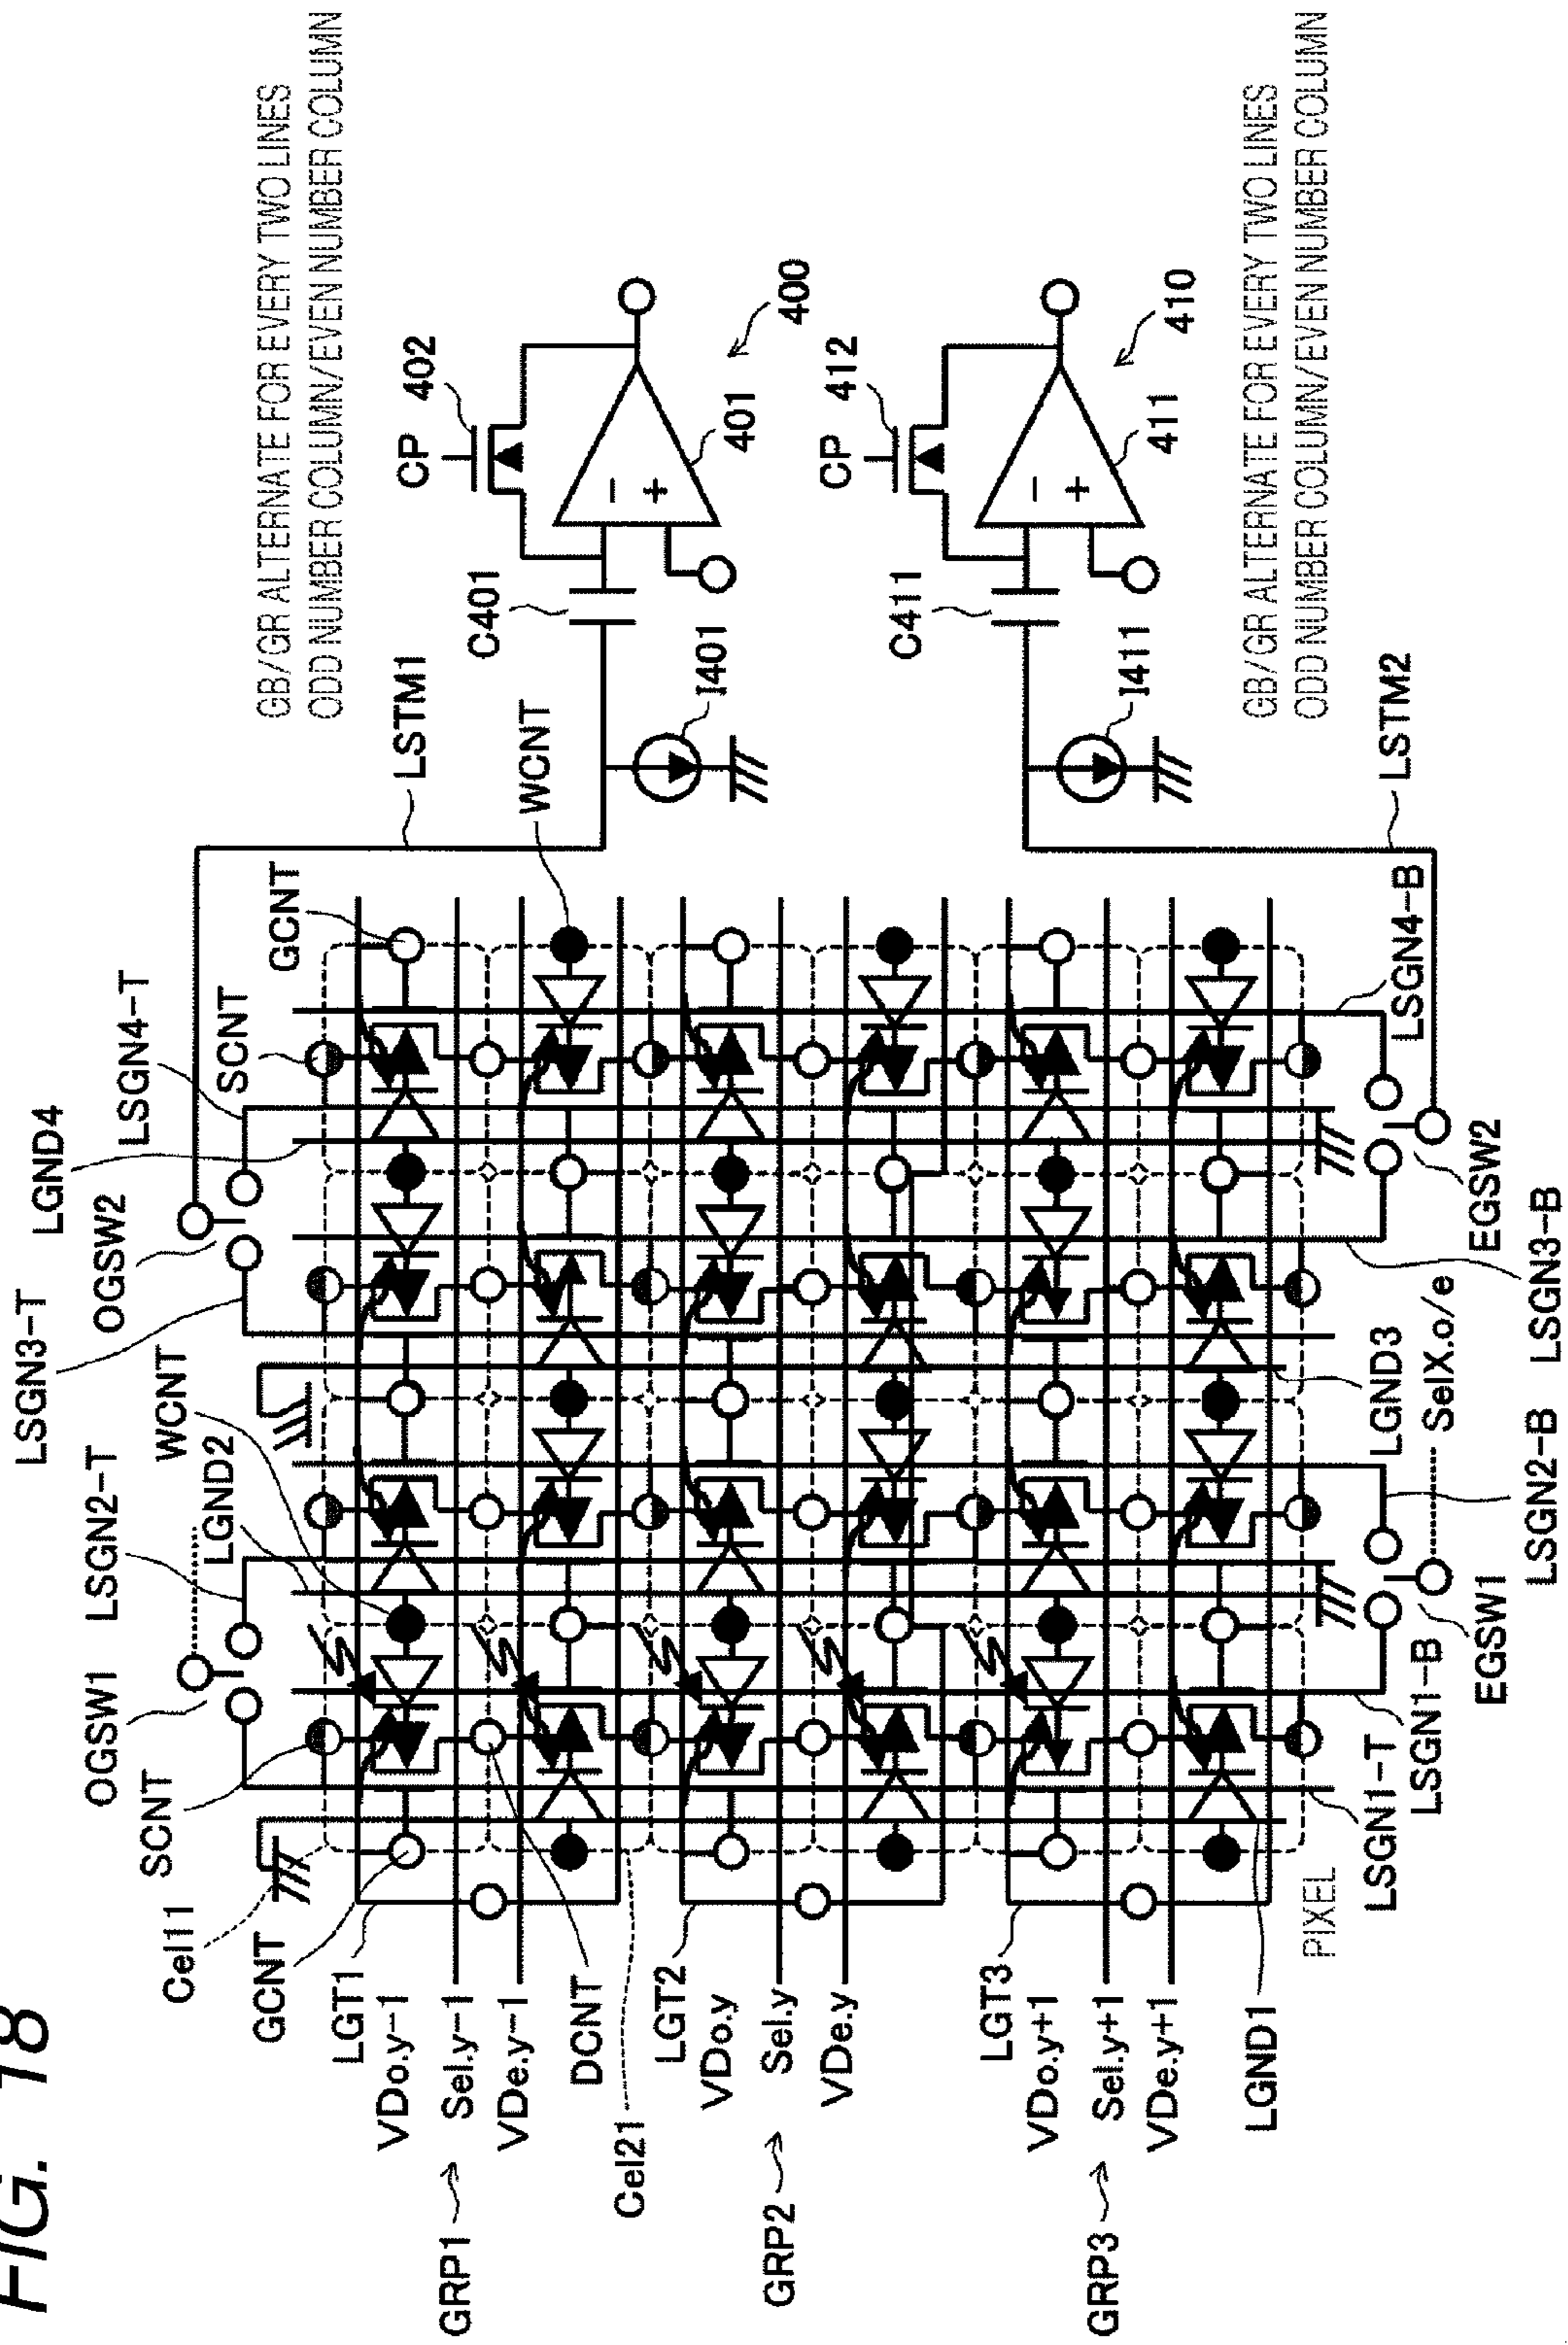 FIG. 18
GB/GR ALTERNATE FOR EVERY TWO LINES
ODD NUMBER COLUMN/EVEN NUMBER COLUMN
LSTM1
C401
CP
402
401
400
I401
WCNT
GCNT
SCNT
LSGN4-T
LGND4
OGSW2
LSGN3-T
WCNT
LGND2
LSGN2-T
OGSW1
SCNT
Cel11
GCNT
LGT1
VDo.y-1
Sel.y-1
VDe.y-1
DCNT
GRP1
Cel21
LGT2
VDo.y
Sel.y
VDe.y
GRP2
LGT3
VDo.y+1
Sel.y+1
VDe.y+1
GRP3
LGND1
PIXEL
LSGN1-T
LSGN1-B
EGSW1
LSGN2-B
SelX.o/e
LGND3
LSGN3-B
EGSW2
LSGN4-B
LSTM2
C411
CP
412
411
410
I411
GB/GR ALTERNATE FOR EVERY TWO LINES
ODD NUMBER COLUMN/EVEN NUMBER COLUMN